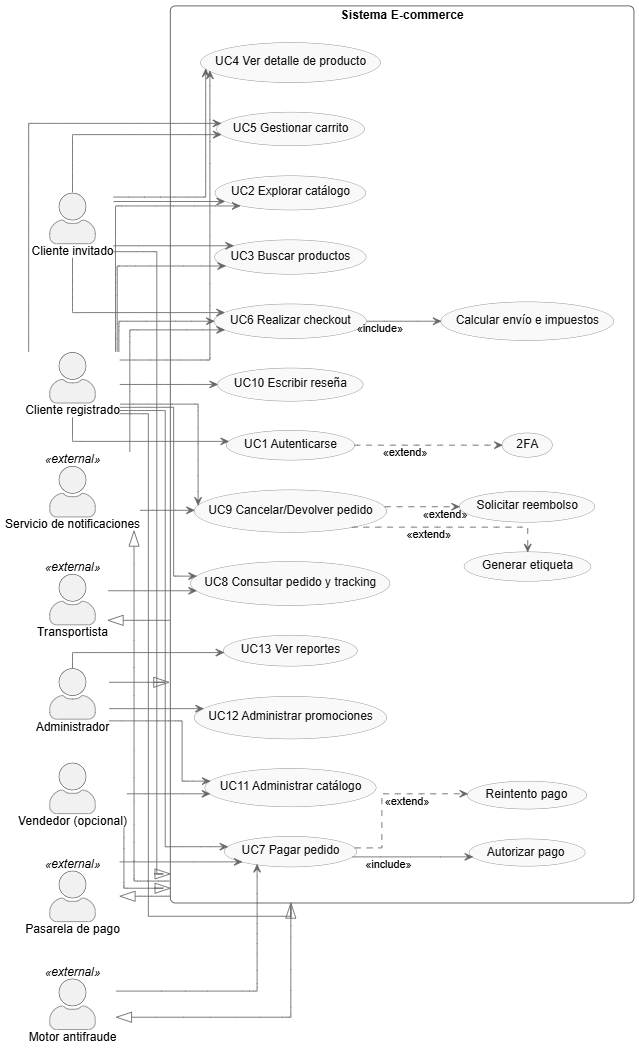 Sistema E-commerce
UC4 Ver detalle de producto
UC5 Gestionar carrito
UC2 Explorar catálogo
Cliente invitado
UC3 Buscar productos
UC6 Realizar checkout
«include»
Calcular envío e impuestos
UC10 Escribir reseña
Cliente registrado
UC1 Autenticarse
«extend»
2FA
«external»
Servicio de notificaciones
UC9 Cancelar/Devolver pedido
«extend»
Solicitar reembolso
«extend»
Generar etiqueta
«external»
Transportista
UC8 Consultar pedido y tracking
UC13 Ver reportes
Administrador
UC12 Administrar promociones
UC11 Administrar catálogo
Vendedor (opcional)
«extend»
Reintento pago
UC7 Pagar pedido
«include»
Autorizar pago
«external»
Pasarela de pago
«external»
Motor antifraude